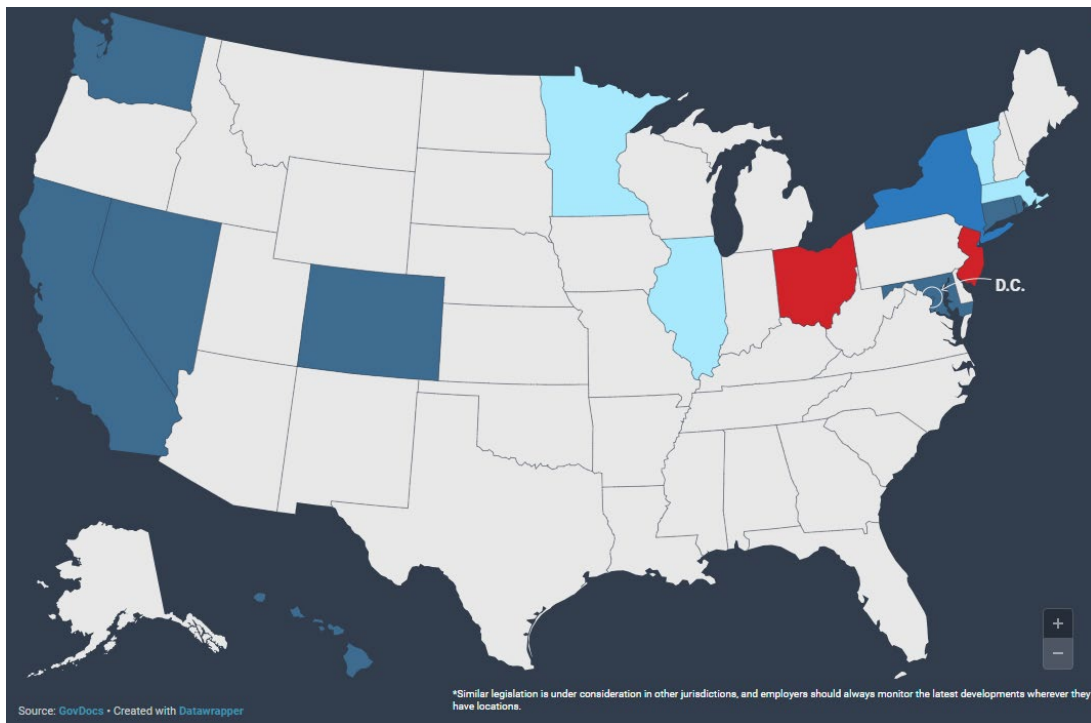 D.C.
+
−
*Similar legislation is under consideration in other jurisdictions, and employers should always monitor the latest developments wherever they
have locations.
Source: GovDocs • Created with Datawrapper